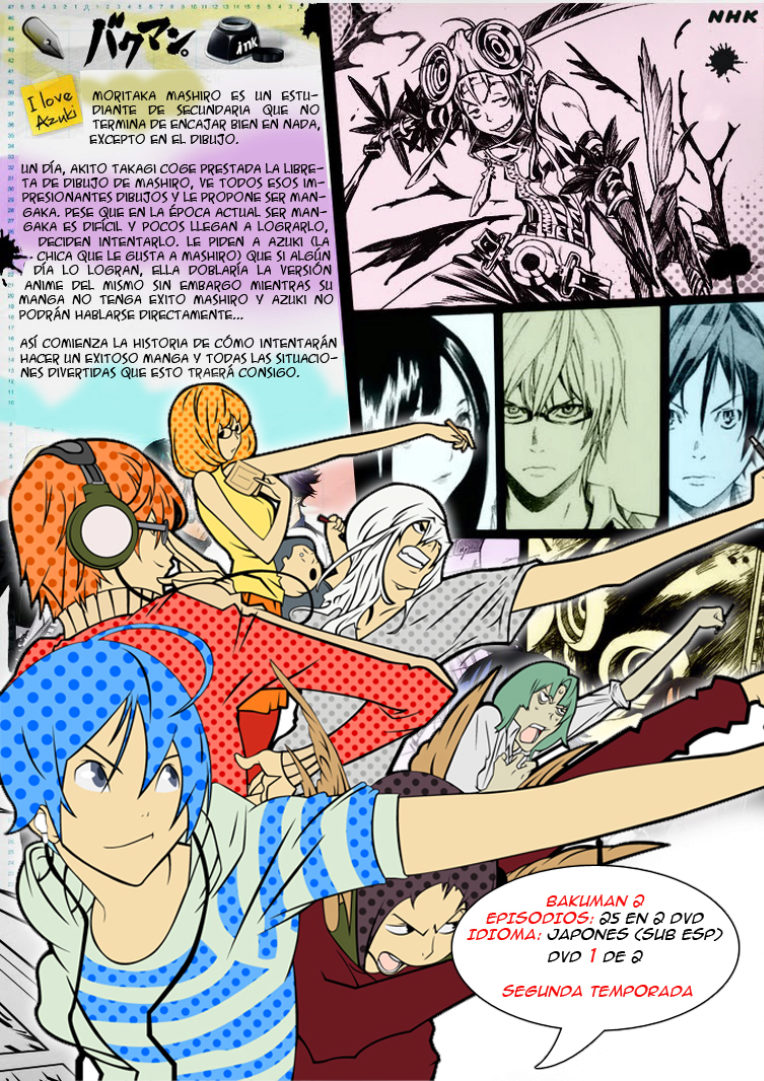 NHK
バクマン。
ink
I love
Azuki
MORITAKA MASHIRO ES UN ESTU-
DIANTE DE SECUNDARIA QUE NO
TERMINA DE ENCAJAR BIEN EN NADA,
EXCEPTO EN EL DIBUJO.
UN DÍA, AKITO TAKAGI COGE PRESTADA LA LIBRE-
TA DE DIBUJO DE MASHIRO, VE TODOS ESOS IM-
PRESIONANTES DIBUJOS Y LE PROPONE SER MAN-
GAKA. PESE QUE EN LA ÉPOCA ACTUAL SER MAN-
GAKA ES DIFÍCIL Y POCOS LLEGAN A LOGRARLO,
DECIDEN INTENTARLO. LE PIDEN A AZUKI (LA
CHICA QUE LE GUSTA A MASHIRO) QUE SI ALGÚN
DÍA LO LOGRAN, ELLA DOBLARÍA LA VERSIÓN
ANIME DEL MISMO SIN EMBARGO MIENTRAS SU
MANGA NO TENGA EXITO MASHIRO Y AZUKI NO
PODRÁN HABLARSE DIRECTAMENTE...
ASÍ COMIENZA LA HISTORIA DE CÓMO INTENTARÁN
HACER UN EXITOSO MANGA Y TODAS LAS SITUACIO-
NES DIVERTIDAS QUE ESTO TRAERÁ CONSIGO.
BAKUMAN 2
EPISODIOS: 25 EN 2 DVD
IDIOMA: JAPONES (SUB ESP)
DVD 1 DE 2
SEGUNDA TEMPORADA